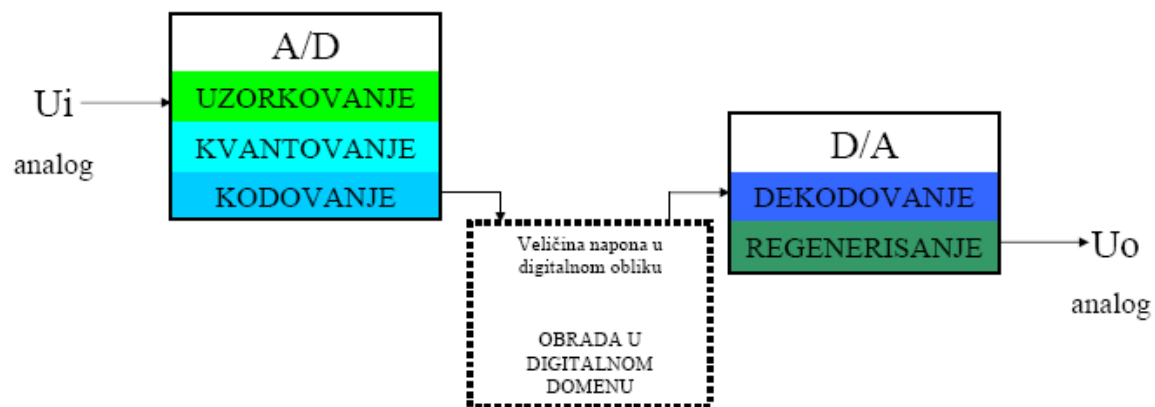 A/D
Ui
analog
UZORKOVANJE
KVANTOVANJE
KODOVANJE
Veličina napona u
digitalnom obliku
OBRADA U
DIGITALNOM
DOMENU
D/A
DEKODOVANJE
REGENERISANJE
Uo
analog